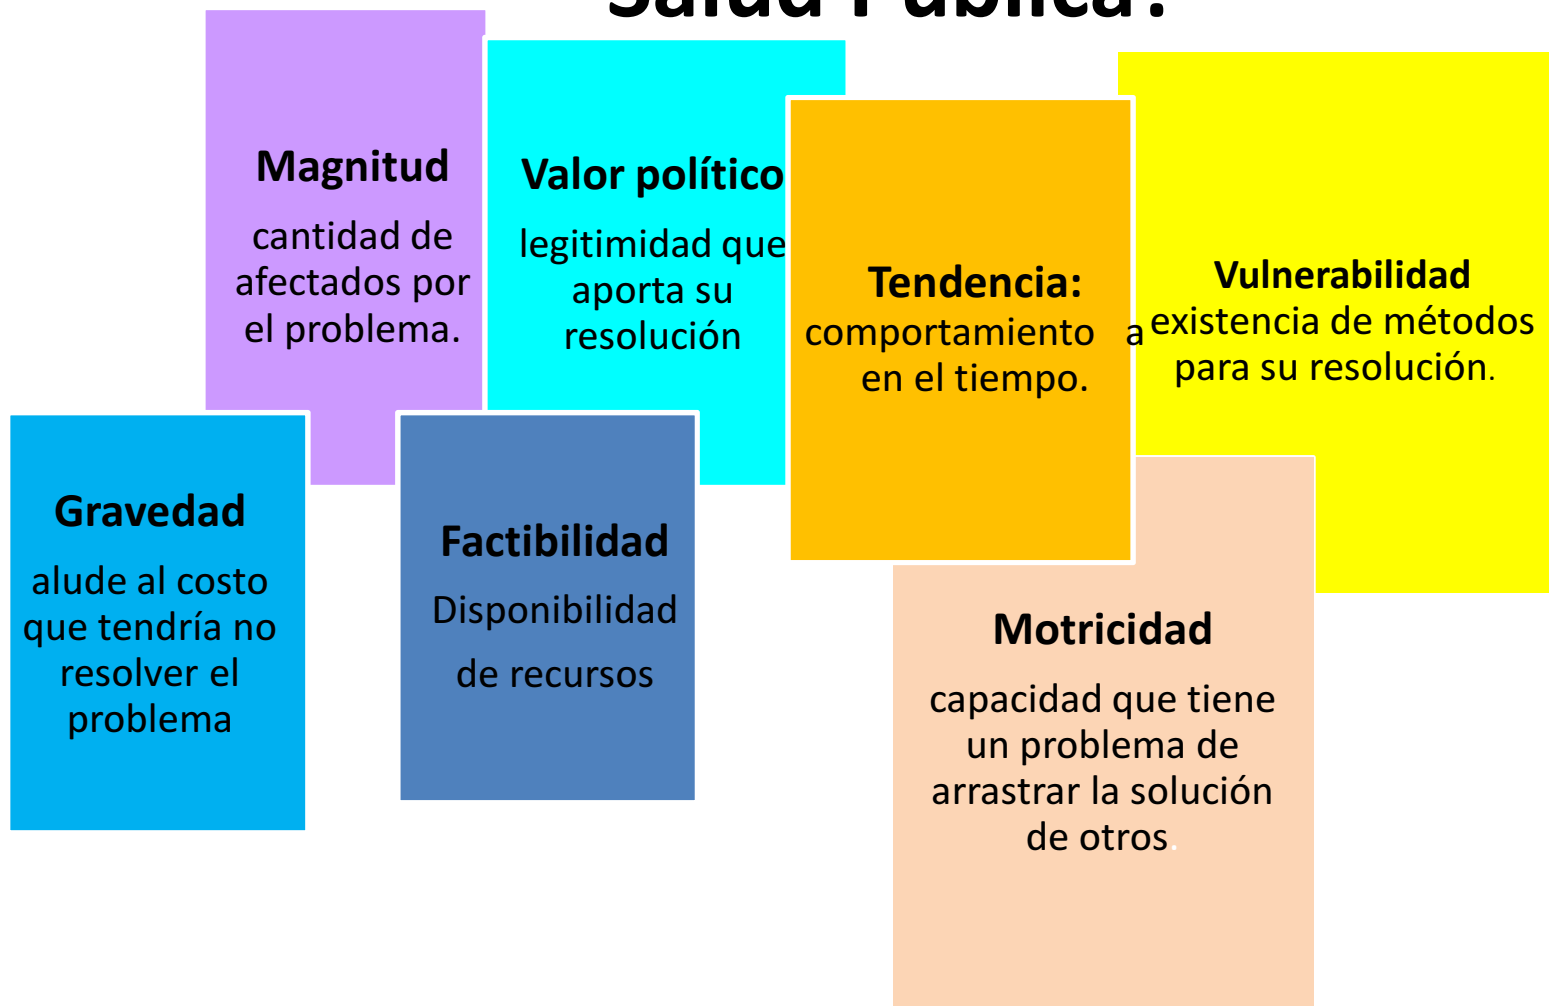 Salud Pública?
Magnitud
cantidad de
afectados por
el problema.
Valor político
legitimidad que
aporta su
resolución
Tendencia:
comportamiento a
en el tiempo.
Vulnerabilidad
existencia de métodos
para su resolución.
Gravedad
alude al costo
que tendría no
resolver el
problema
Factibilidad
Disponibilidad
de recursos
Motricidad
capacidad que tiene
un problema de
arrastrar la solución
de otros.